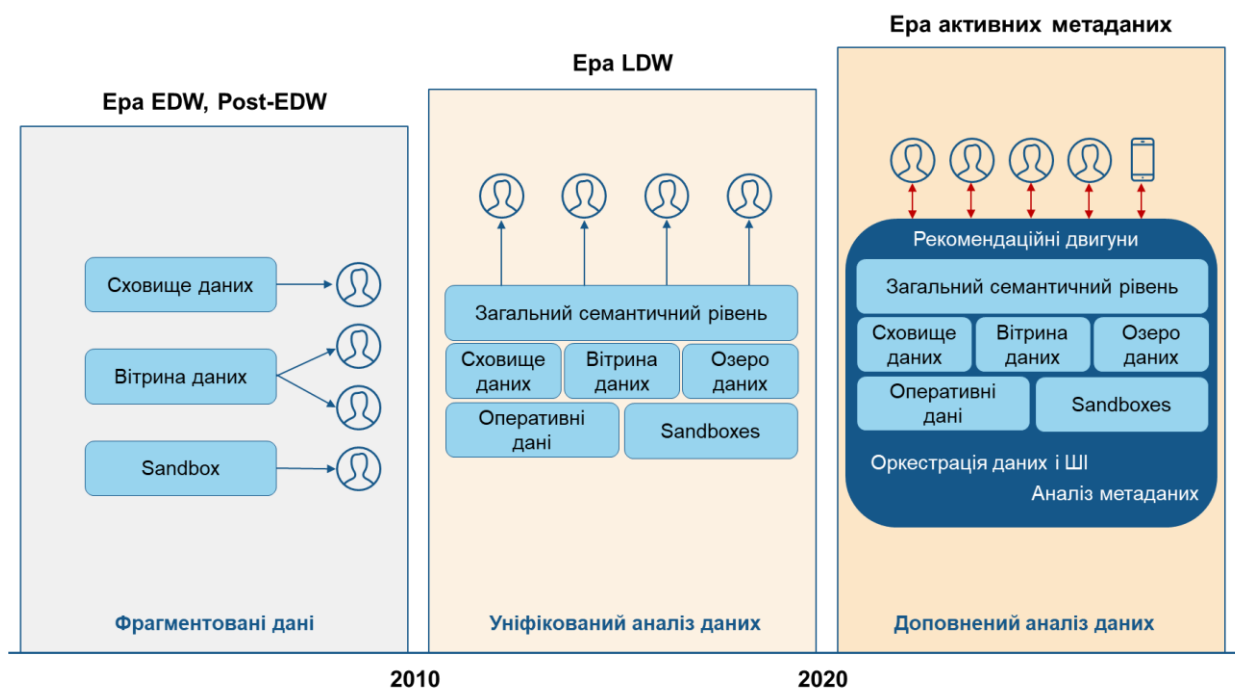 Ера EDW, Post-EDW
Сховище даних
Вітрина даних
Sandbox
Фрагментовані дані
Ера LDW
Загальний семантичний рівень
Сховище
даних
Вітрина
даних
Озеро
даних
Оперативні
дані
Sandboxes
Уніфікований аналіз даних
Ера активних метаданих
Рекомендаційні двигуни
Загальний семантичний рівень
Сховище
даних
Вітрина
даних
Озеро
даних
Оперативні
дані
Sandboxes
Оркестрація даних і ШІ
Аналіз метаданих
Доповнений аналіз даних
2010
2020